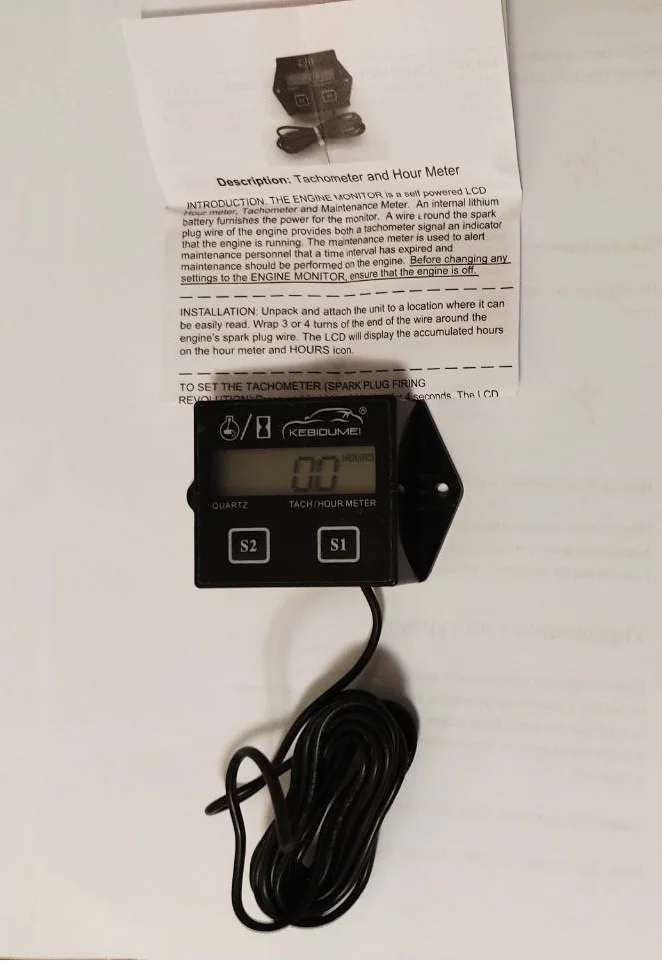 Description: Tachometer and Hour Meter
INTRODUCTION. THE ENGINE MONITOR is a self powered LCD
Hour meter, Tachometer and Maintenance Meter. An internal lithium
battery furnishes the power for the monitor. A wire around the spark
plug wire of the engine provides both a tachometer signal an indicator
that the engine is running. The maintenance meter is used to alert
maintenance personnel that a time interval has expired and
maintenance should be performed on the engine. Before changing any
settings to the ENGINE MONITOR, ensure that the engine is off.
INSTALLATION: Unpack and attach the unit to a location where it can
be easily read. Wrap 3 or 4 turns of the end of the wire around the
engine's spark plug wire. The LCD will display the accumulated hours
on the hour meter and HOURS icon.
TO SET THE TACHOMETER (SPARK PLUG FIRING
REVOLUTION): 4 seconds. The LCD
KEBIDUMEI ®
0.0 HOURS
QUARTZ TACH/HOUR METER
S2 S1